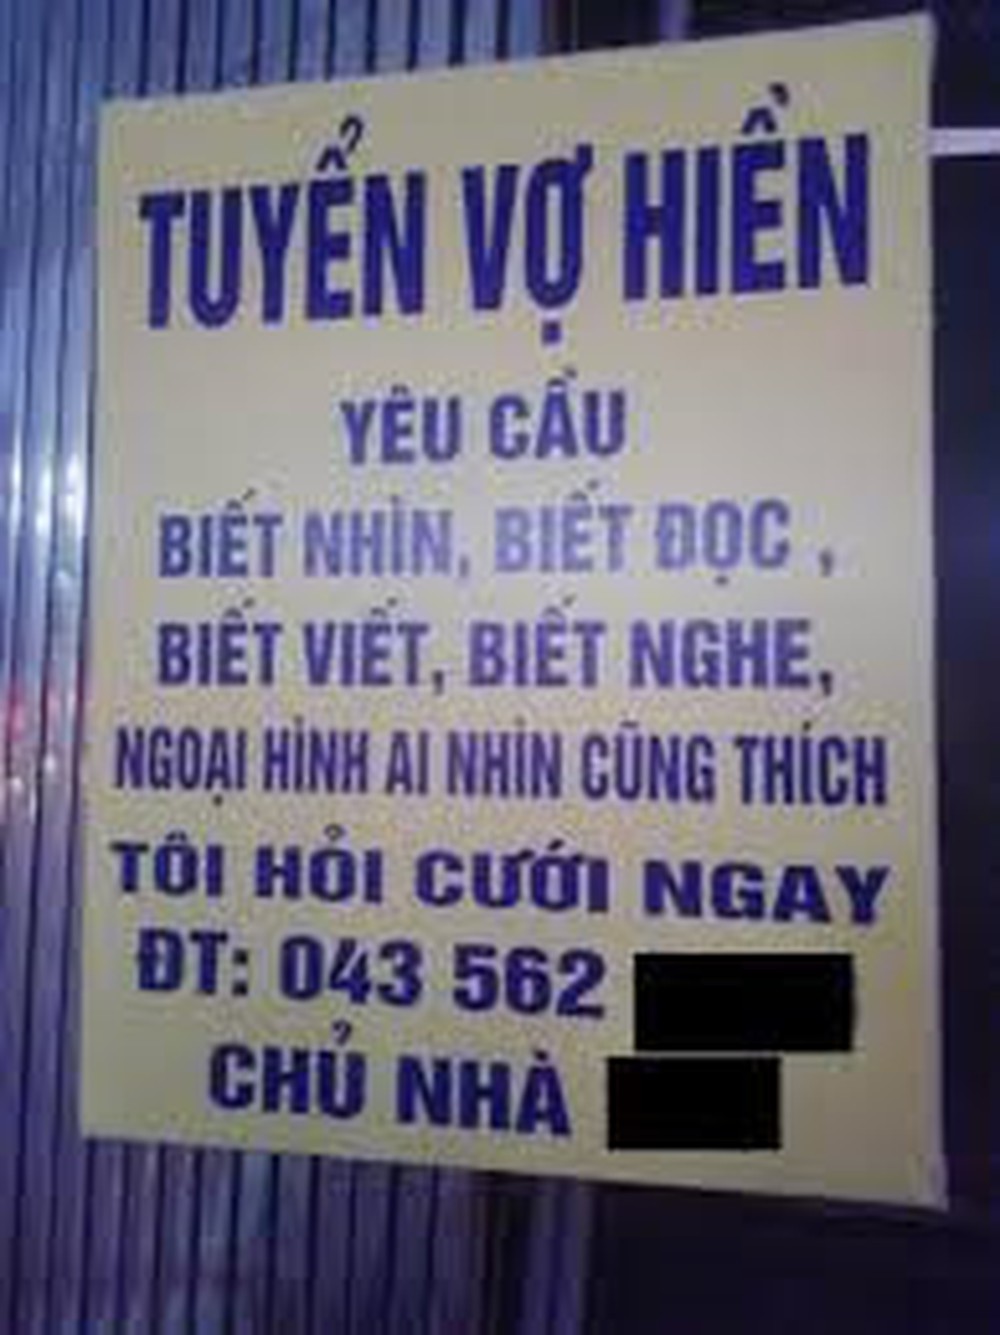 TUYỂN VỢ HIỀN
YÊU CẦU
BIẾT NHÌN, BIẾT ĐỌC ,
BIẾT VIẾT, BIẾT NGHE,
NGOẠI HÌNH AI NHÌN CŨNG THÍCH
TÔI HỎI CƯỚI NGAY
ĐT: 043 562
CHỦ NHÀ